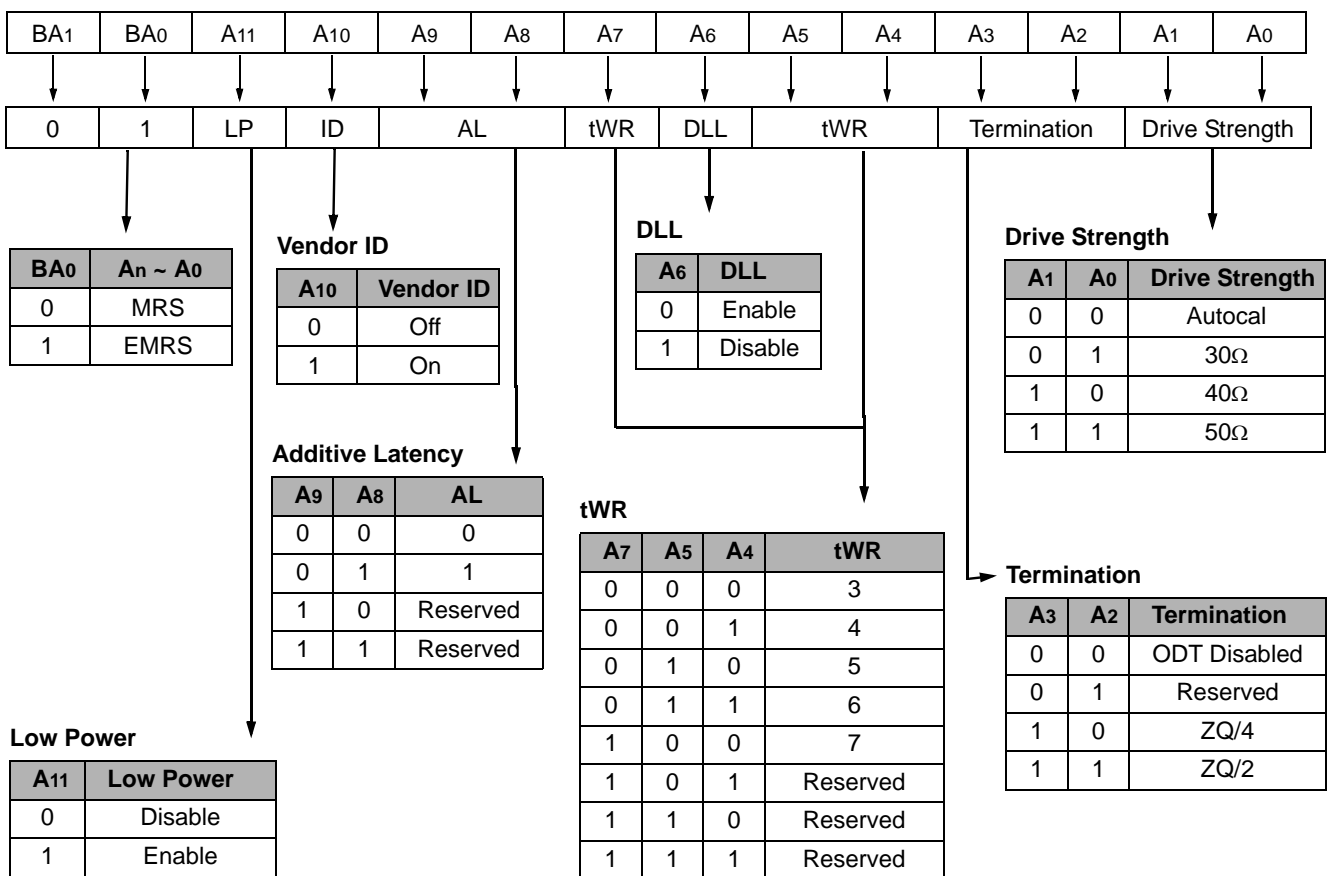 BA1 BA0 A11 A10 A9 A8 A7 A6 A5 A4 A3 A2 A1 A0
0 1 LP ID AL tWR DLL tWR Termination Drive Strength
BA0 An ~ A0
0 MRS
1 EMRS
Vendor ID
A10 Vendor ID
0 Off
1 On
DLL
A6 DLL
0 Enable
1 Disable
Drive Strength
A1 A0 Drive Strength
0 0 Autocal
0 1 30Ω
1 0 40Ω
1 1 50Ω
Additive Latency
A9 A8 AL
0 0 0
0 1 1
1 0 Reserved
1 1 Reserved
tWR
A7 A5 A4 tWR
0 0 0 3
0 0 1 4
0 1 0 5
0 1 1 6
1 0 0 7
1 0 1 Reserved
1 1 0 Reserved
1 1 1 Reserved
Termination
A3 A2 Termination
0 0 ODT Disabled
0 1 Reserved
1 0 ZQ/4
1 1 ZQ/2
Low Power
A11 Low Power
0 Disable
1 Enable